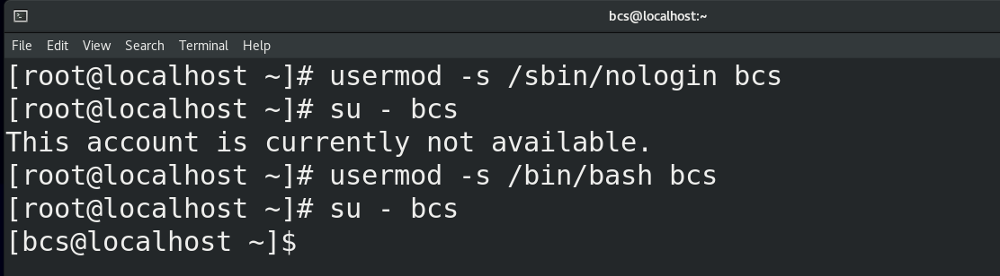 bcs@localhost:~
File Edit View Search Terminal Help
[root@localhost ~]# usermod -s /sbin/nologin bcs
[root@localhost ~]# su - bcs
This account is currently not available.
[root@localhost ~]# usermod -s /bin/bash bcs
[root@localhost ~]# su - bcs
[bcs@localhost ~]$